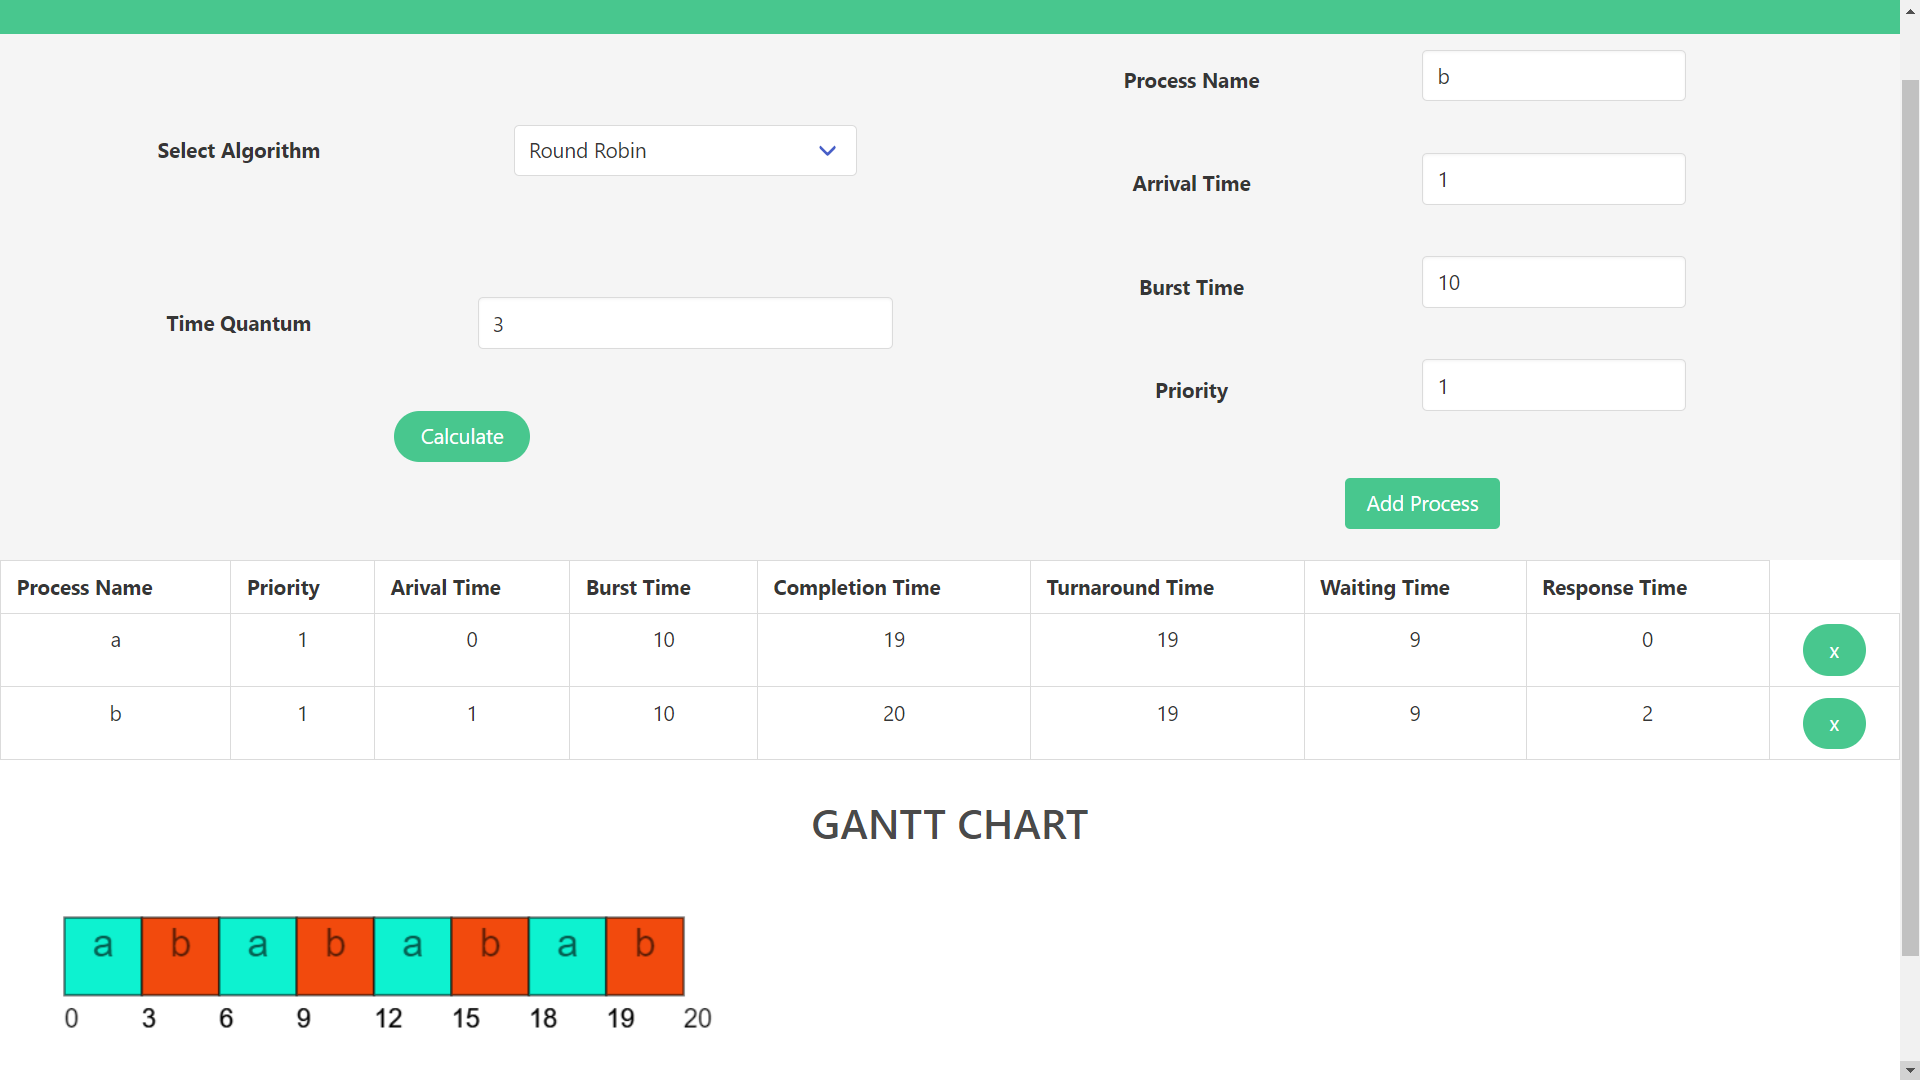 Process Name
b
Select Algorithm
Round Robin
Arrival Time
1
Burst Time
10
Time Quantum
3
Priority
1
Calculate
Add Process
Process Name Priority Arival Time Burst Time Completion Time Turnaround Time Waiting Time Response Time
a 1 0 10 19 19 9 0 x
b 1 1 10 20 19 9 2 x
GANTT CHART
a b a b a b a b
0 3 6 9 12 15 18 19 20